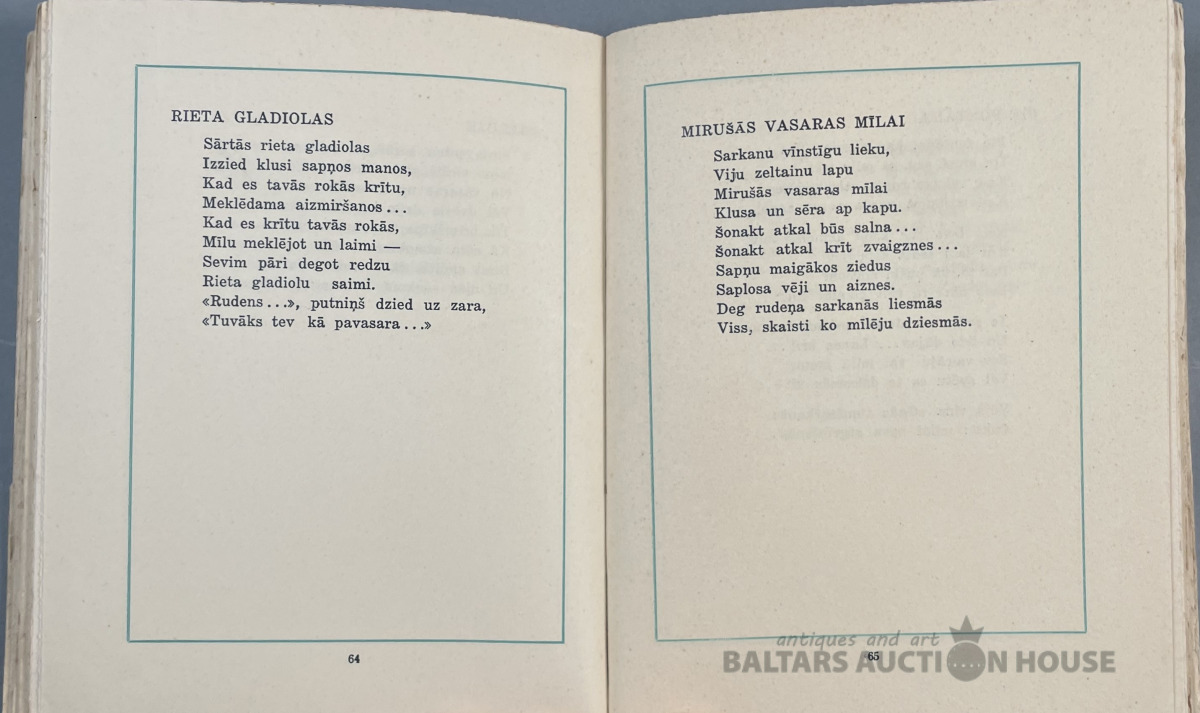 RIETA GLADIOLAS
Sārtās rieta gladiolas
Izzied klusi sapņos manos,
Kad es tavās rokās krītu,
Meklēdama aizmiršanos...
Kad es krītu tavās rokās,
Mīlu meklējot un laimi —
Sevim pāri degot redzu
Rieta gladiolu saimi.
«Rudens...», putniņš dzied uz zara,
«Tuvāks tev kā pavasara...»
64
MIRUŠĀS VASARAS MĪLAI
Sarkanu vīnstīgu lieku,
Viju zeltainu lapu
Mirušās vasaras mīlai
Klusa un sēra ap kapu.
šonakt atkal būs salna...
šonakt atkal krīt zvaigznes...
Sapņu maigākos ziedus
Saplosa vēji un aiznes.
Deg rudeņa sarkanās liesmās
Viss, skaisti ko mīlēju dziesmās.
65
antiques and art
BALTARS AUCTION HOUSE